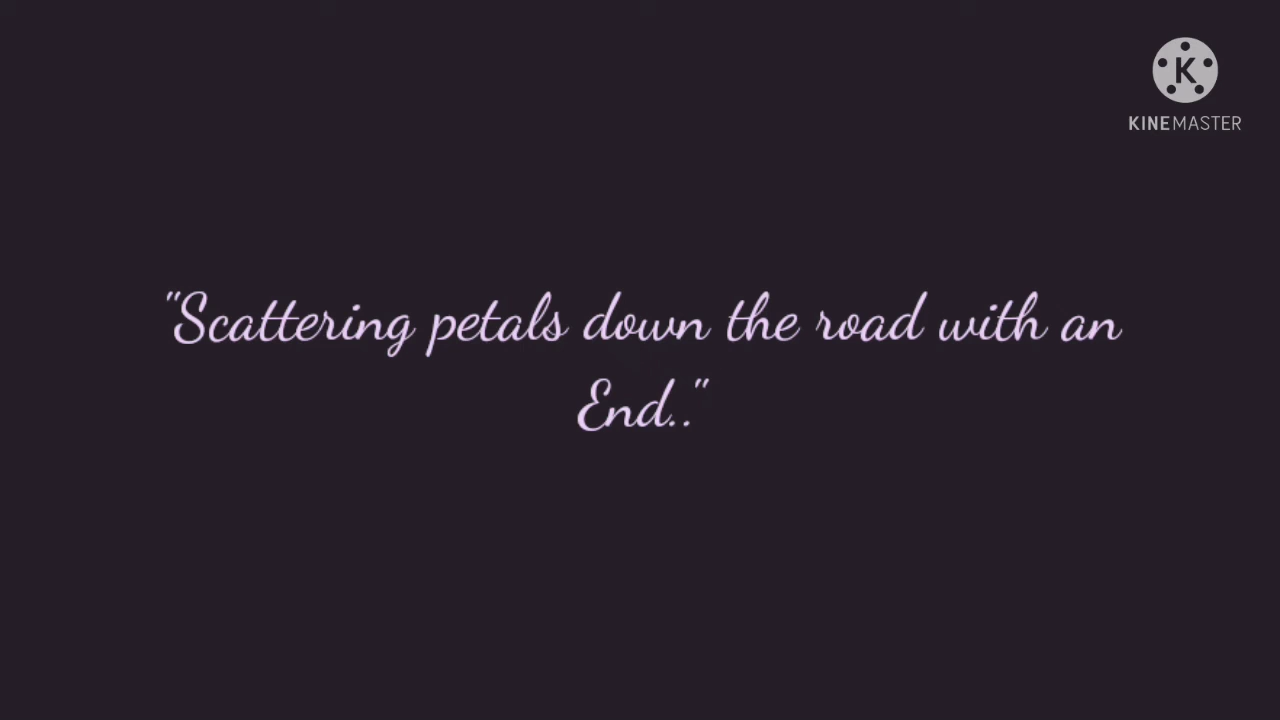 K
KINEMASTER
"Scattering petals down the road with an
End.."